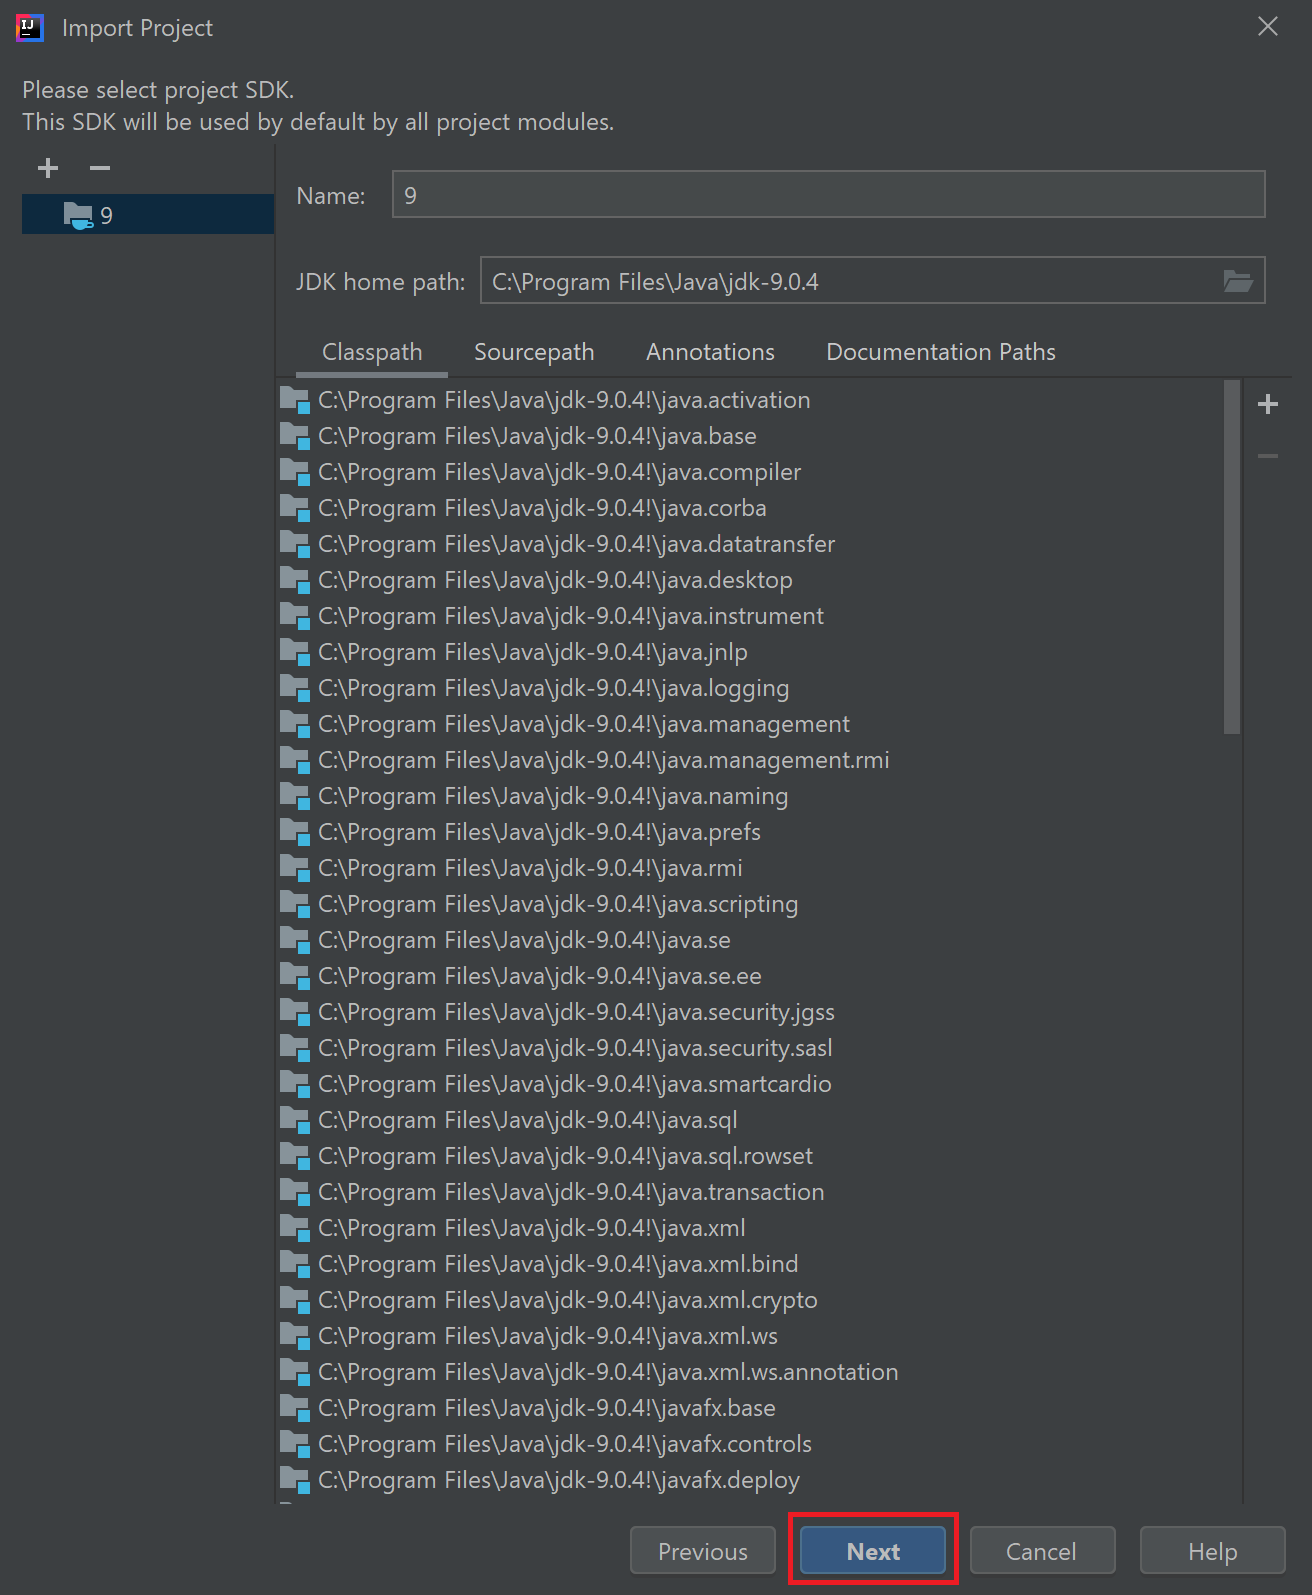 IJ
Import Project
Please select project SDK.
This SDK will be used by default by all project modules.
9
Name: 9
JDK home path: C:\Program Files\Java\jdk-9.0.4
Classpath Sourcepath Annotations Documentation Paths
C:\Program Files\Java\jdk-9.0.4!\java.activation
C:\Program Files\Java\jdk-9.0.4!\java.base
C:\Program Files\Java\jdk-9.0.4!\java.compiler
C:\Program Files\Java\jdk-9.0.4!\java.corba
C:\Program Files\Java\jdk-9.0.4!\java.datatransfer
C:\Program Files\Java\jdk-9.0.4!\java.desktop
C:\Program Files\Java\jdk-9.0.4!\java.instrument
C:\Program Files\Java\jdk-9.0.4!\java.jnlp
C:\Program Files\Java\jdk-9.0.4!\java.logging
C:\Program Files\Java\jdk-9.0.4!\java.management
C:\Program Files\Java\jdk-9.0.4!\java.management.rmi
C:\Program Files\Java\jdk-9.0.4!\java.naming
C:\Program Files\Java\jdk-9.0.4!\java.prefs
C:\Program Files\Java\jdk-9.0.4!\java.rmi
C:\Program Files\Java\jdk-9.0.4!\java.scripting
C:\Program Files\Java\jdk-9.0.4!\java.se
C:\Program Files\Java\jdk-9.0.4!\java.se.ee
C:\Program Files\Java\jdk-9.0.4!\java.security.jgss
C:\Program Files\Java\jdk-9.0.4!\java.security.sasl
C:\Program Files\Java\jdk-9.0.4!\java.smartcardio
C:\Program Files\Java\jdk-9.0.4!\java.sql
C:\Program Files\Java\jdk-9.0.4!\java.sql.rowset
C:\Program Files\Java\jdk-9.0.4!\java.transaction
C:\Program Files\Java\jdk-9.0.4!\java.xml
C:\Program Files\Java\jdk-9.0.4!\java.xml.bind
C:\Program Files\Java\jdk-9.0.4!\java.xml.crypto
C:\Program Files\Java\jdk-9.0.4!\java.xml.ws
C:\Program Files\Java\jdk-9.0.4!\java.xml.ws.annotation
C:\Program Files\Java\jdk-9.0.4!\javafx.base
C:\Program Files\Java\jdk-9.0.4!\javafx.controls
C:\Program Files\Java\jdk-9.0.4!\javafx.deploy
Previous Next Cancel Help